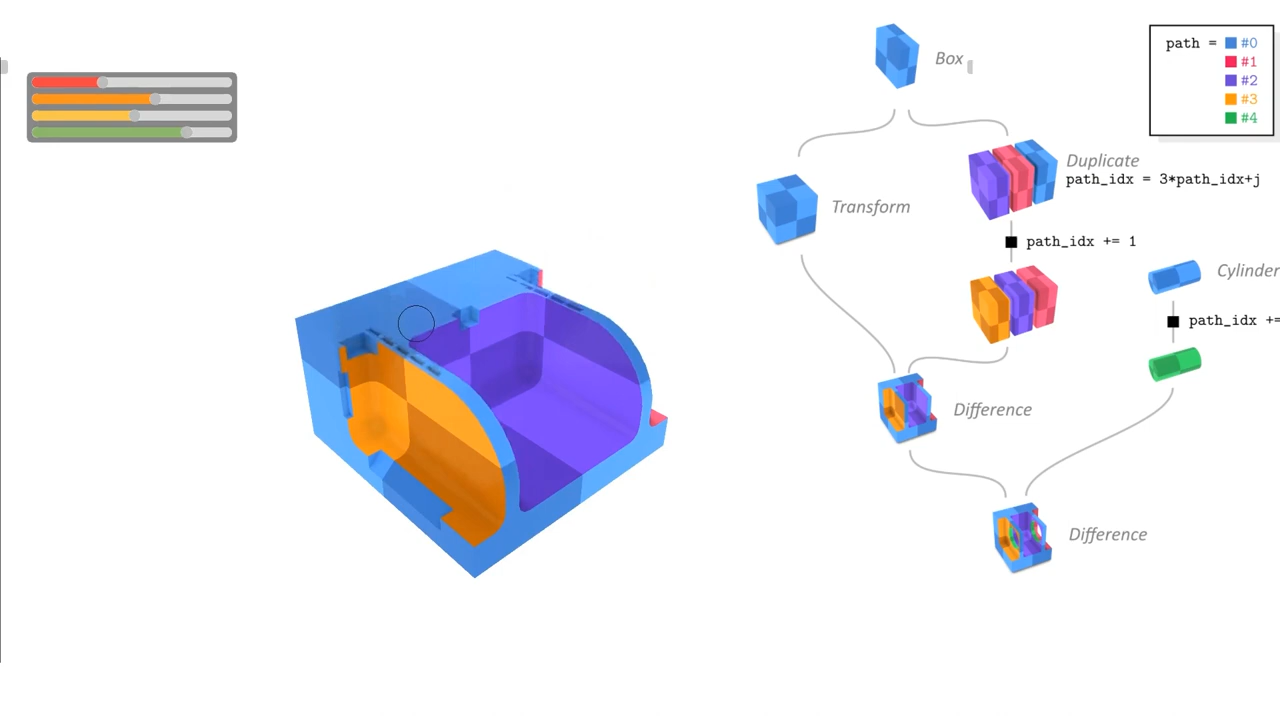 Box
path = #0
#1
#2
#3
#4
Duplicate
path_idx = 3*path_idx+j
Transform
path_idx += 1
Cylinder
path_idx +=
Difference
Difference